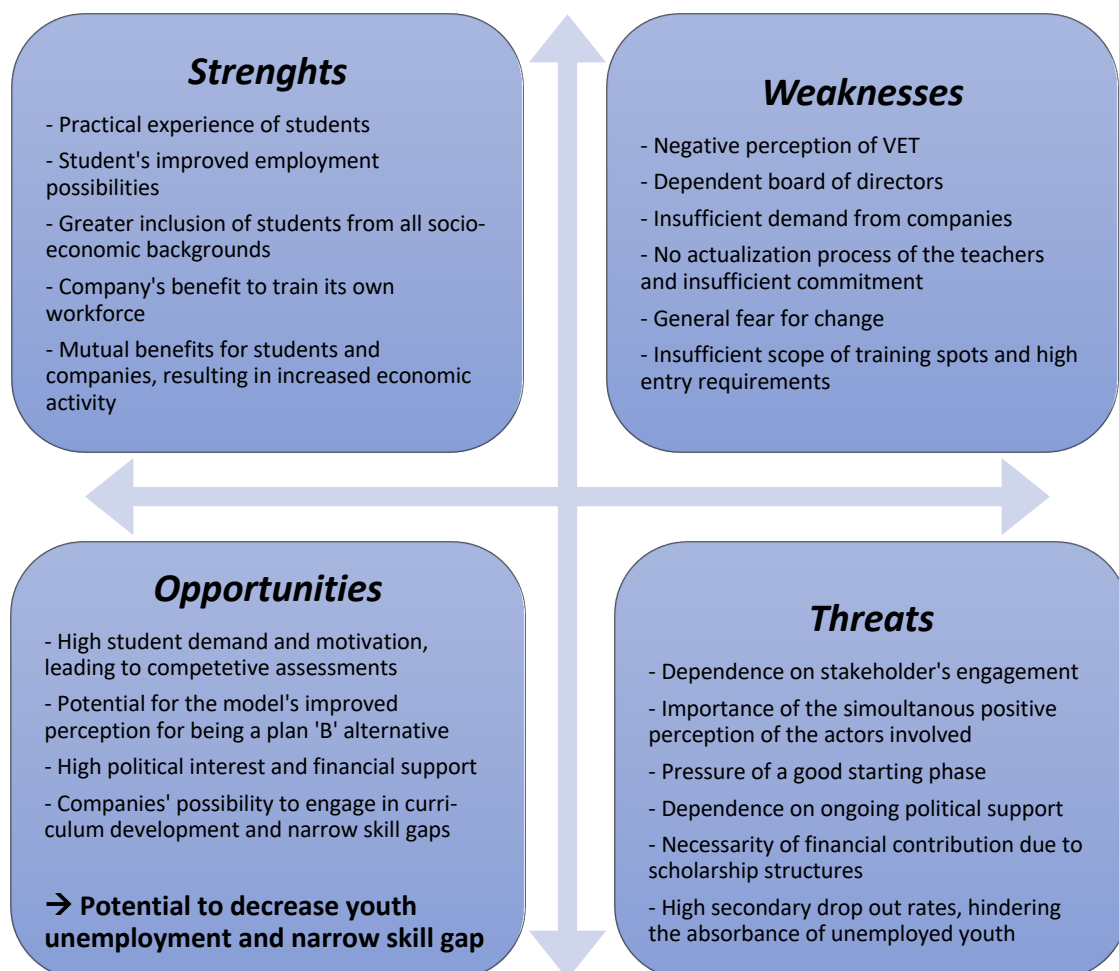 Strenghts
- Practical experience of students
- Student's improved employment
possibilities
- Greater inclusion of students from all socio-
economic backgrounds
- Company's benefit to train its own
workforce
- Mutual benefits for students and
companies, resulting in increased economic
activity
Weaknesses
- Negative perception of VET
- Dependent board of directors
- Insufficient demand from companies
- No actualization process of the teachers
and insufficient commitment
- General fear for change
- Insufficient scope of training spots and high
entry requirements
Opportunities
- High student demand and motivation,
leading to competetive assessments
- Potential for the model's improved
perception for being a plan 'B' alternative
- High political interest and financial support
- Companies' possibility to engage in curri-
culum development and narrow skill gaps
→ Potential to decrease youth
unemployment and narrow skill gap
Threats
- Dependence on stakeholder's engagement
- Importance of the simoultanous positive
perception of the actors involved
- Pressure of a good starting phase
- Dependence on ongoing political support
- Necessarity of financial contribution due to
scholarship structures
- High secondary drop out rates, hindering
the absorbance of unemployed youth